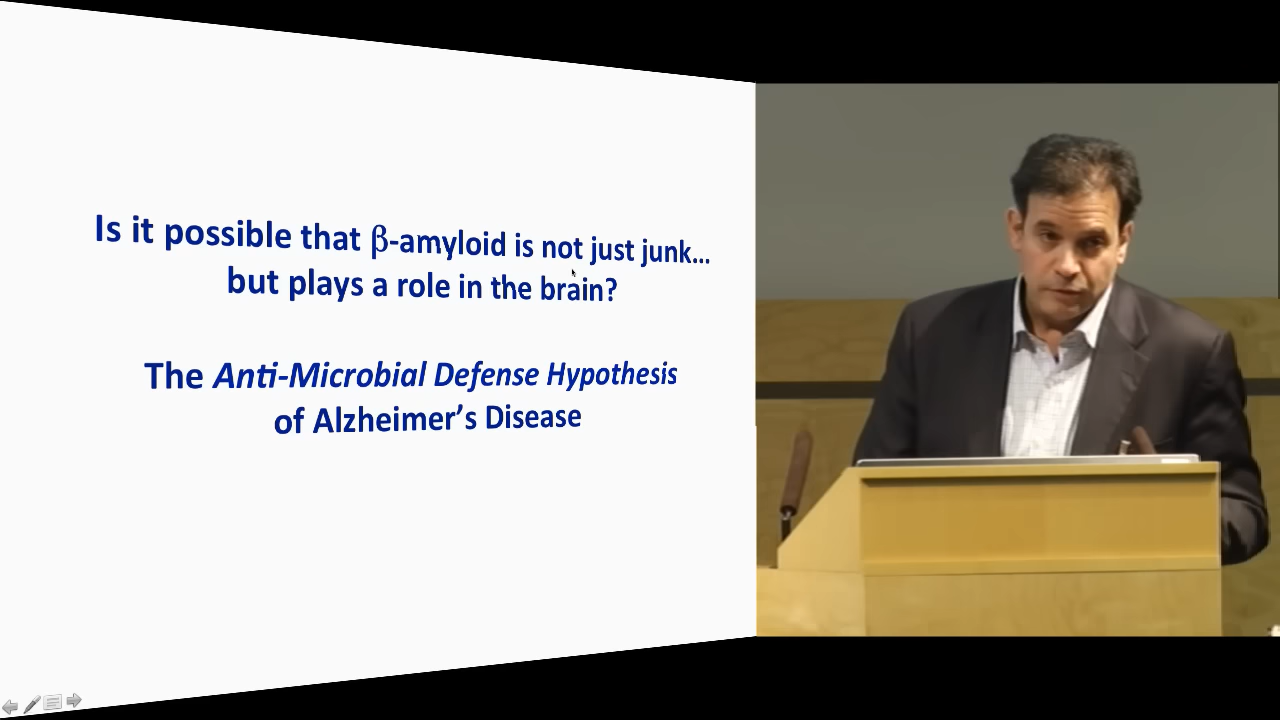 Is it possible that β-amyloid is not just junk...
but plays a role in the brain?
The Anti-Microbial Defense Hypothesis
of Alzheimer's Disease